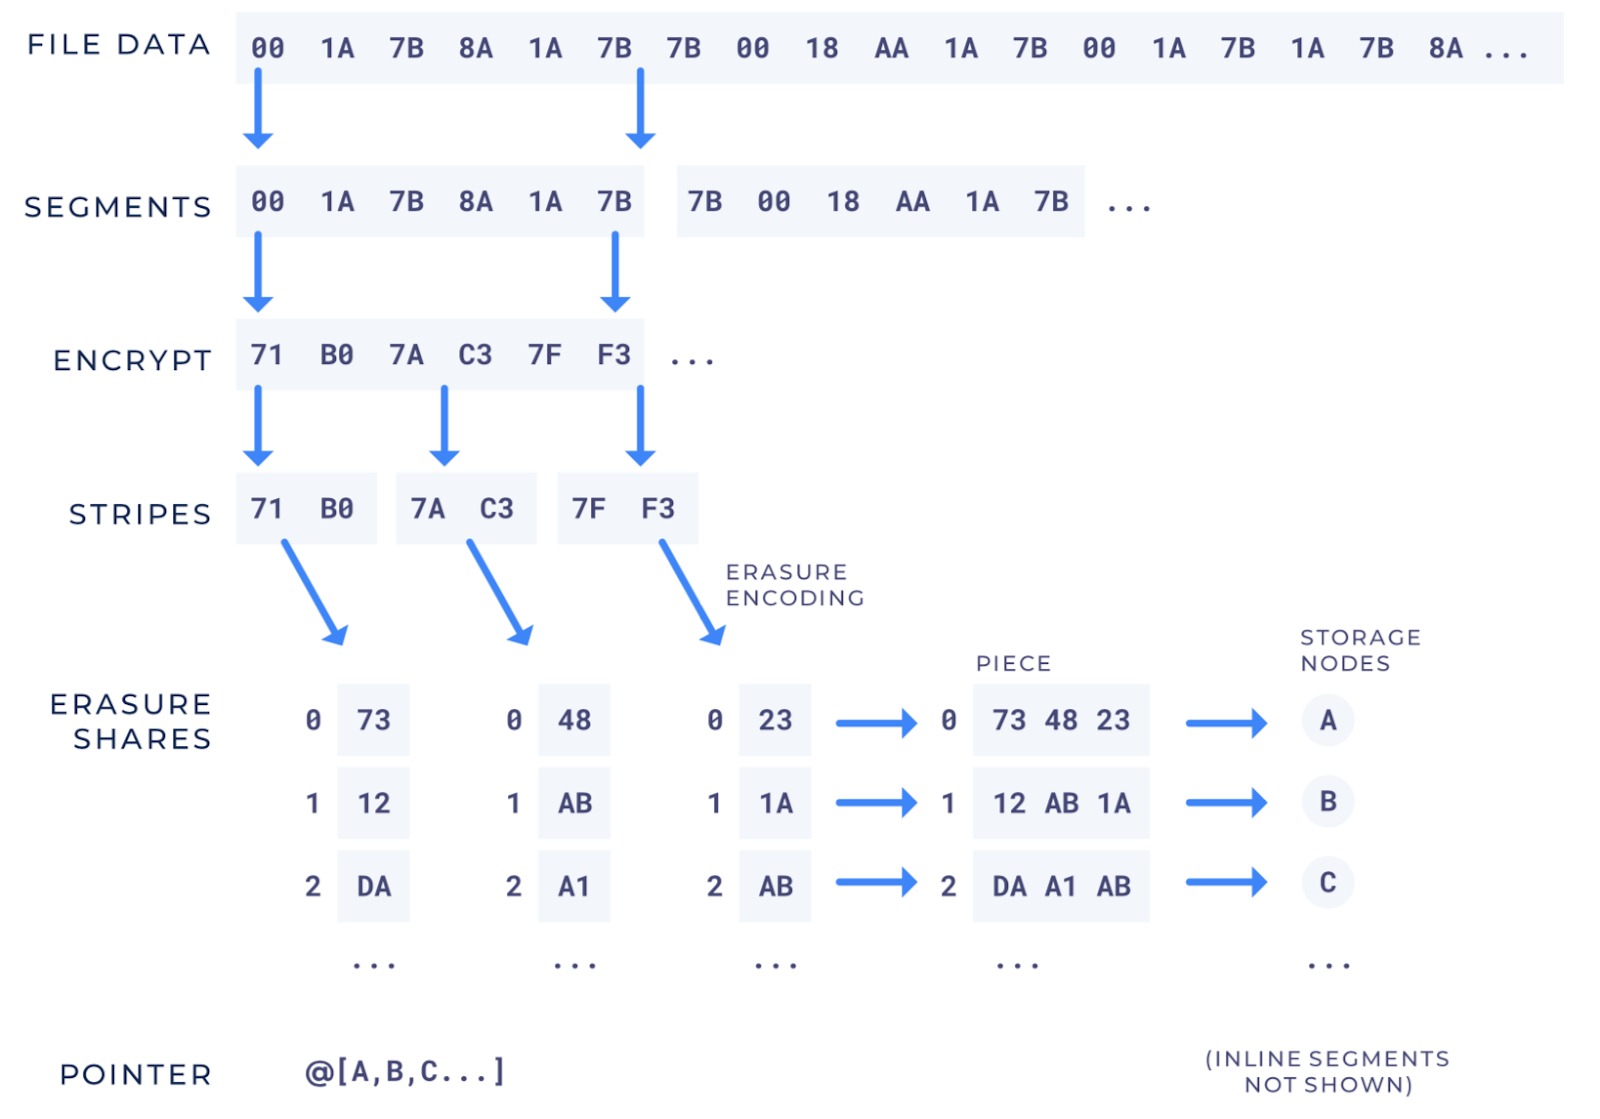 FILE DATA 00 1A 7B 8A 1A 7B 7B 00 18 AA 1A 7B 00 1A 7B 1A 7B 8A ...
SEGMENTS 00 1A 7B 8A 1A 7B 7B 00 18 AA 1A 7B ...
ENCRYPT 71 B0 7A C3 7F F3 ...
STRIPES 71 B0 7A C3 7F F3
ERASURE
ENCODING
PIECE
STORAGE
NODES
ERASURE
SHARES
0 73 0 48 0 23 0 73 48 23 A
1 12 1 AB 1 1A 1 12 AB 1A B
2 DA 2 A1 2 AB 2 DA A1 AB C
... ... ... ... ...
POINTER @[A,B,C...]
(INLINE SEGMENTS
NOT SHOWN)